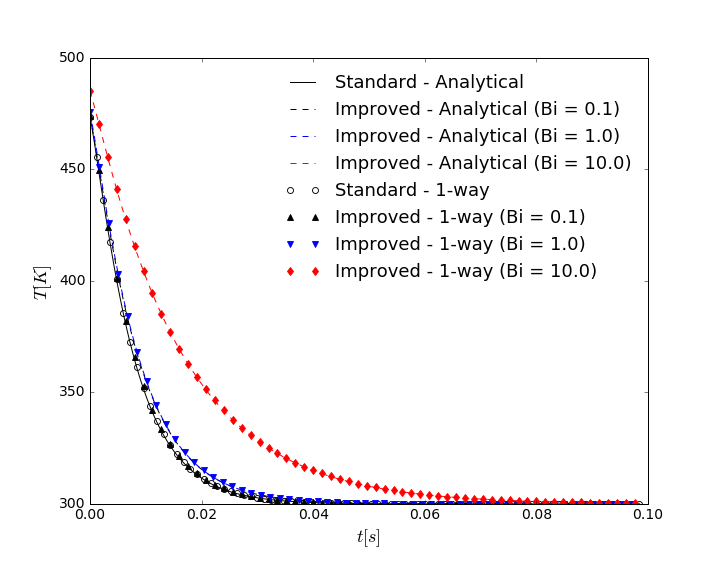 500
450
400
350
300
T[K]
Standard - Analytical
Improved - Analytical (Bi = 0.1)
Improved - Analytical (Bi = 1.0)
Improved - Analytical (Bi = 10.0)
Standard - 1-way
Improved - 1-way (Bi = 0.1)
Improved - 1-way (Bi = 1.0)
Improved - 1-way (Bi = 10.0)
0.00 0.02 0.04 0.06 0.08 0.10
t[s]